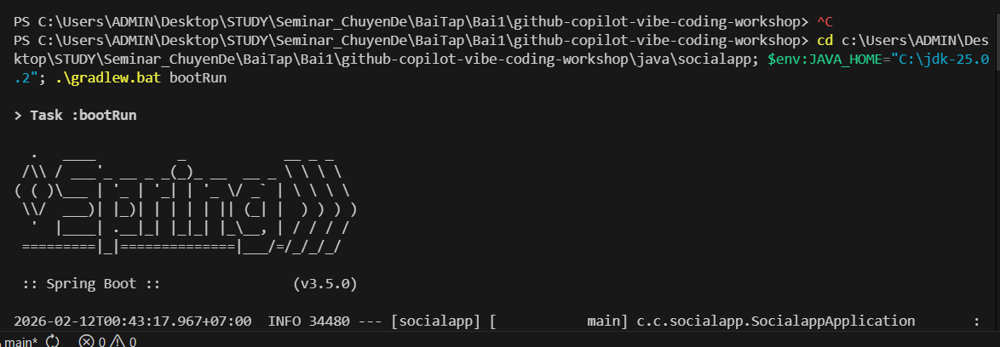 PS C:\Users\ADMIN\Desktop\STUDY\Seminar_ChuyenDe\BaiTap\Bai1\github-copilot-vibe-coding-workshop> ^C
PS C:\Users\ADMIN\Desktop\STUDY\Seminar_ChuyenDe\BaiTap\Bai1\github-copilot-vibe-coding-workshop> cd c:\Users\ADMIN\Des
ktop\STUDY\Seminar_ChuyenDe\BaiTap\Bai1\github-copilot-vibe-coding-workshop\java\socialapp; $env:JAVA_HOME="C:\jdk-25.0
.2"; .\gradlew.bat bootRun

> Task :bootRun

  .   ____          _            __ _ _
 /\\ / ___'_ __ _ _(_)_ __  __ _ \ \ \ \
( ( )\___ | '_ | '_| | '_ \/ _` | \ \ \ \
 \\/  ___)| |_)| | | | | || (_| |  ) ) ) )
  '  |____| .__|_| |_|_| |_\__, | / / / /
 =========|_|==============|___/=/_/_/_/

 :: Spring Boot ::                (v3.5.0)

2026-02-12T00:43:17.967+07:00  INFO 34480 --- [socialapp] [           main] c.c.socialapp.SocialappApplication       :
main* 0 0